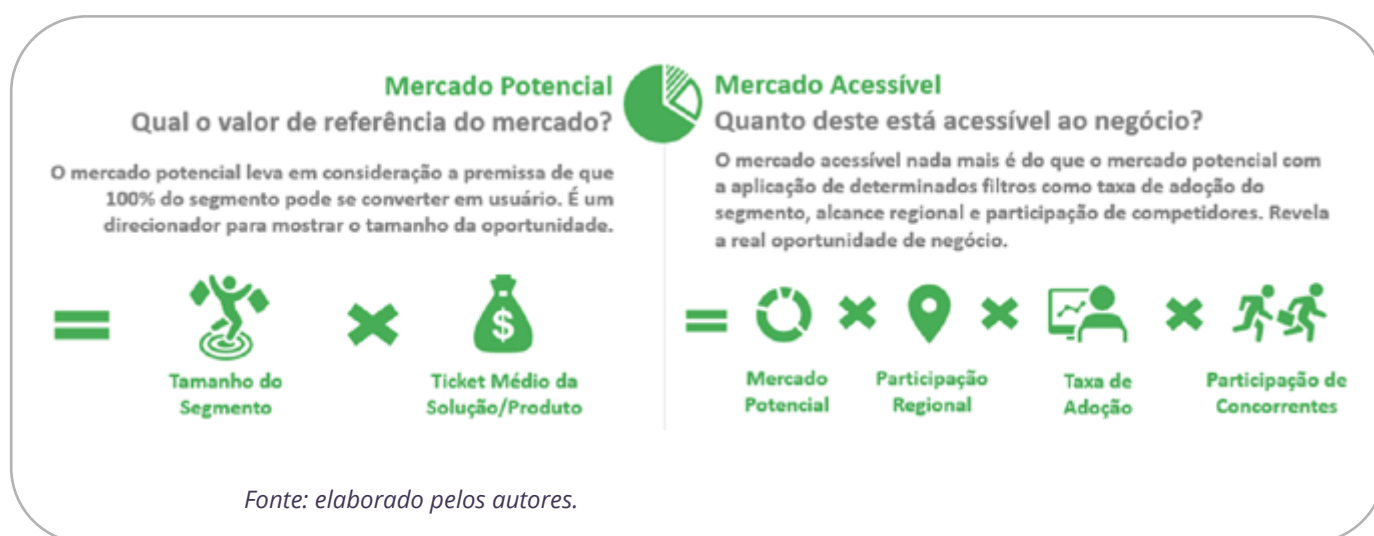 Mercado Potencial
Qual o valor de referência do mercado?
O mercado potencial leva em consideração a premissa de que
100% do segmento pode se converter em usuário. É um
direcionador para mostrar o tamanho da oportunidade.
Tamanho do
Segmento
$
Ticket Médio da
Solução/Produto
Mercado Acessível
Quanto deste está acessível ao negócio?
O mercado acessível nada mais é do que o mercado potencial com
a aplicação de determinados filtros como taxa de adoção do
segmento, alcance regional e participação de competidores. Revela
a real oportunidade de negócio.
Mercado
Potencial
Participação
Regional
Taxa de
Adoção
Participação de
Concorrentes
Fonte: elaborado pelos autores.